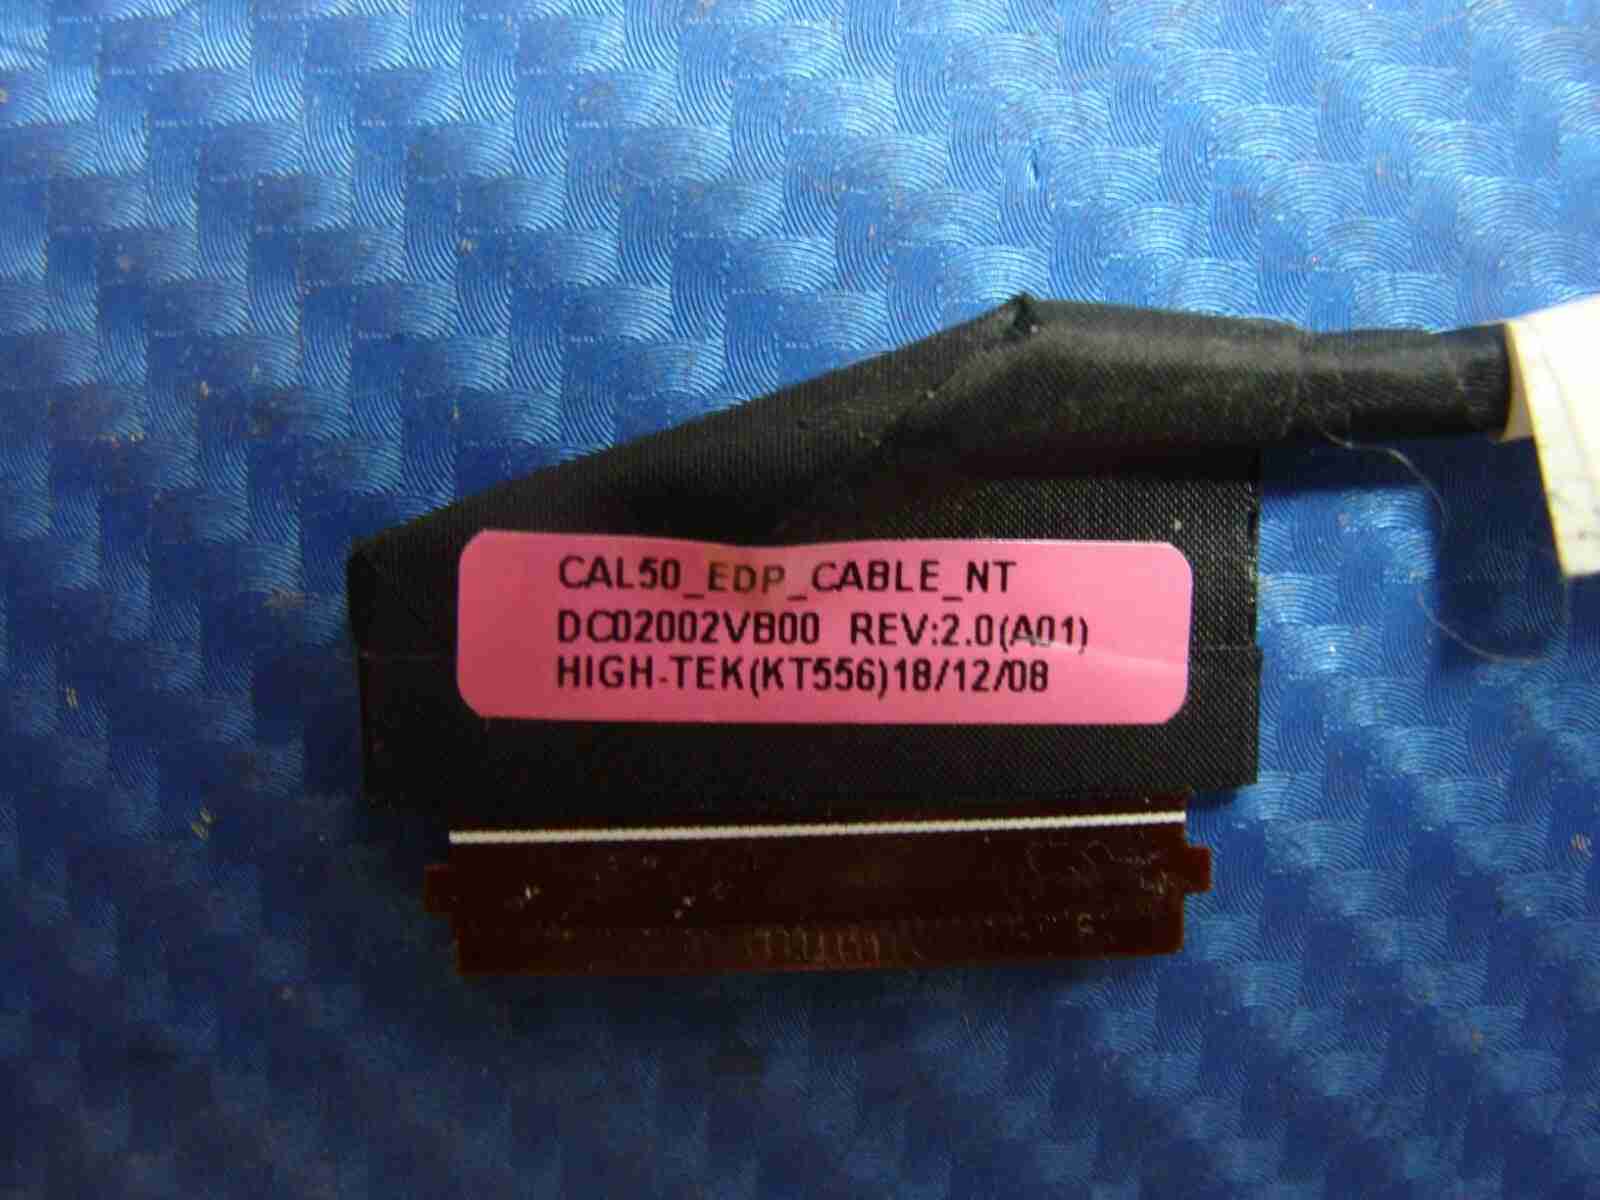 CAL50_EDP_CABLE_NT
DC02002VB00 REV:2.0(A01)
HIGH-TEK(KT556)18/12/08